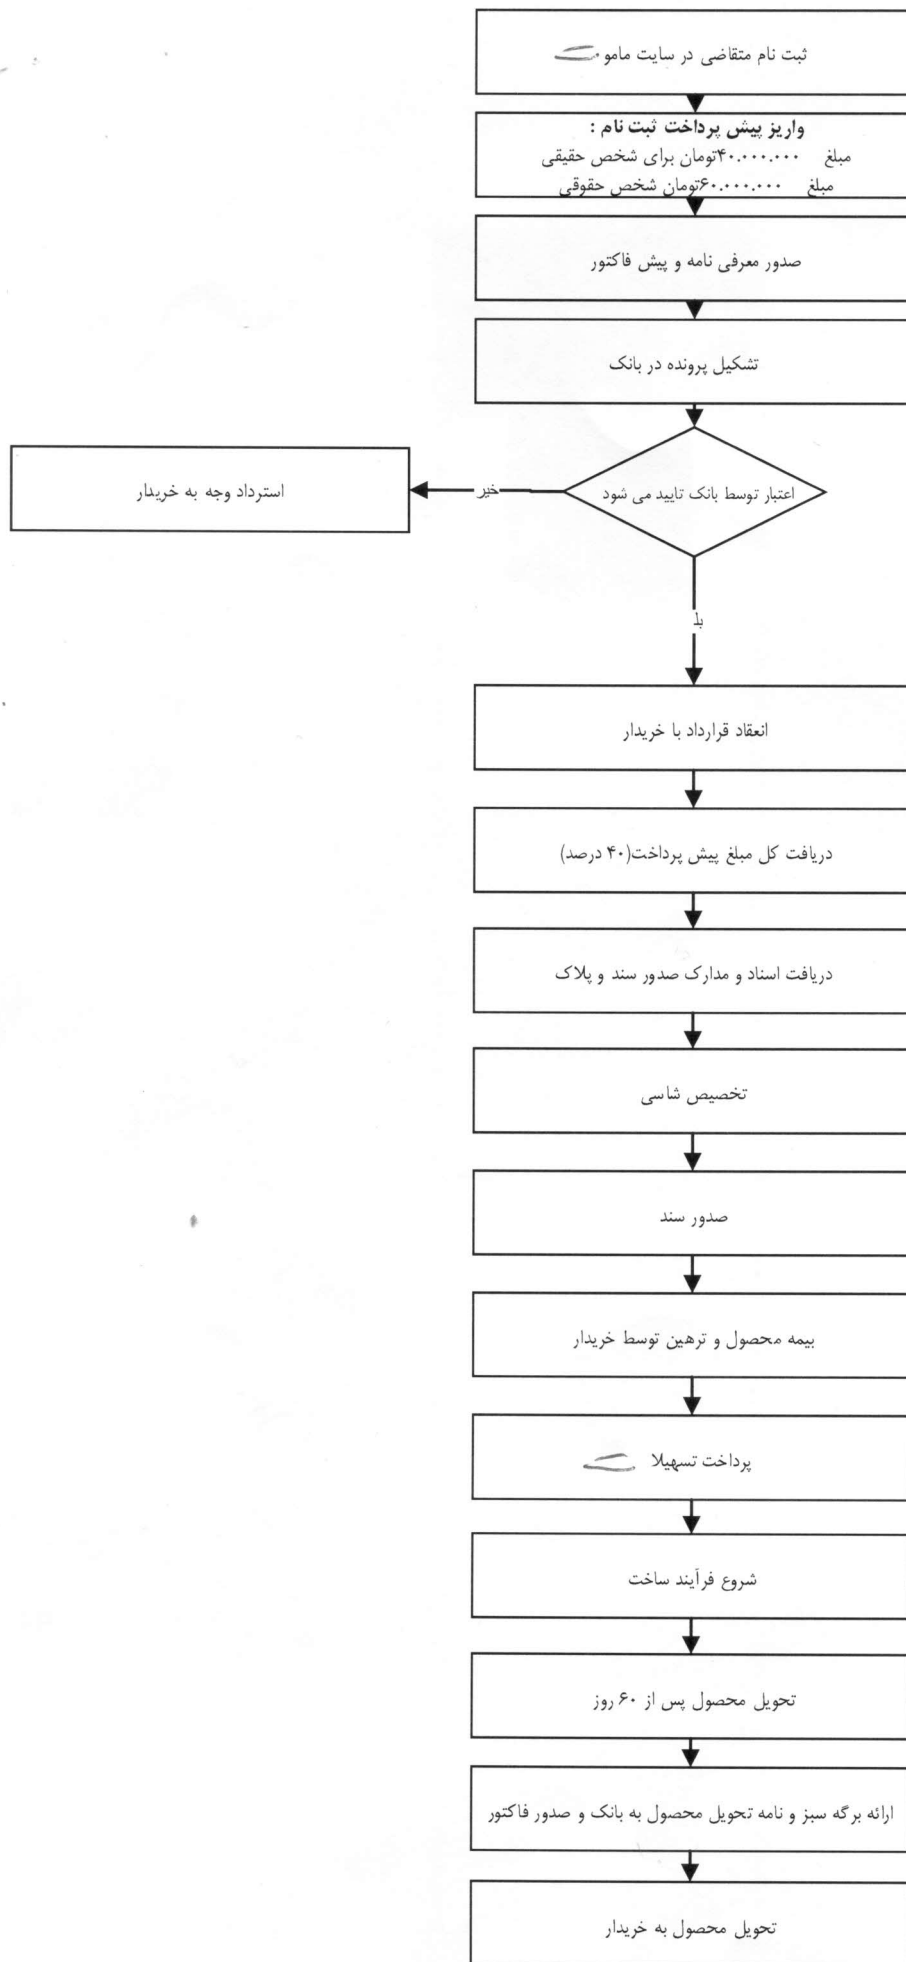 ثبت نام متقاضی در سایت مامو
واریز پیش پرداخت ثبت نام :
مبلغ ۴۰.۰۰۰.۰۰۰تومان برای شخص حقیقی
مبلغ ۶۰.۰۰۰.۰۰۰تومان شخص حقوقی
صدور معرفی نامه و پیش فاکتور
تشکیل پرونده در بانک
اعتبار توسط بانک تایید می شود
خیر
استرداد وجه به خریدار
بل
انعقاد قرارداد با خریدار
دریافت کل مبلغ پیش پرداخت(۴۰ درصد)
دریافت اسناد و مدارک صدور سند و پلاک
تخصیص شاسی
صدور سند
بیمه محصول و ترهین توسط خریدار
پرداخت تسهیلا
شروع فرآیند ساخت
تحویل محصول پس از ۶۰ روز
ارائه برگه سبز و نامه تحویل محصول به بانک و صدور فاکتور
تحویل محصول به خریدار